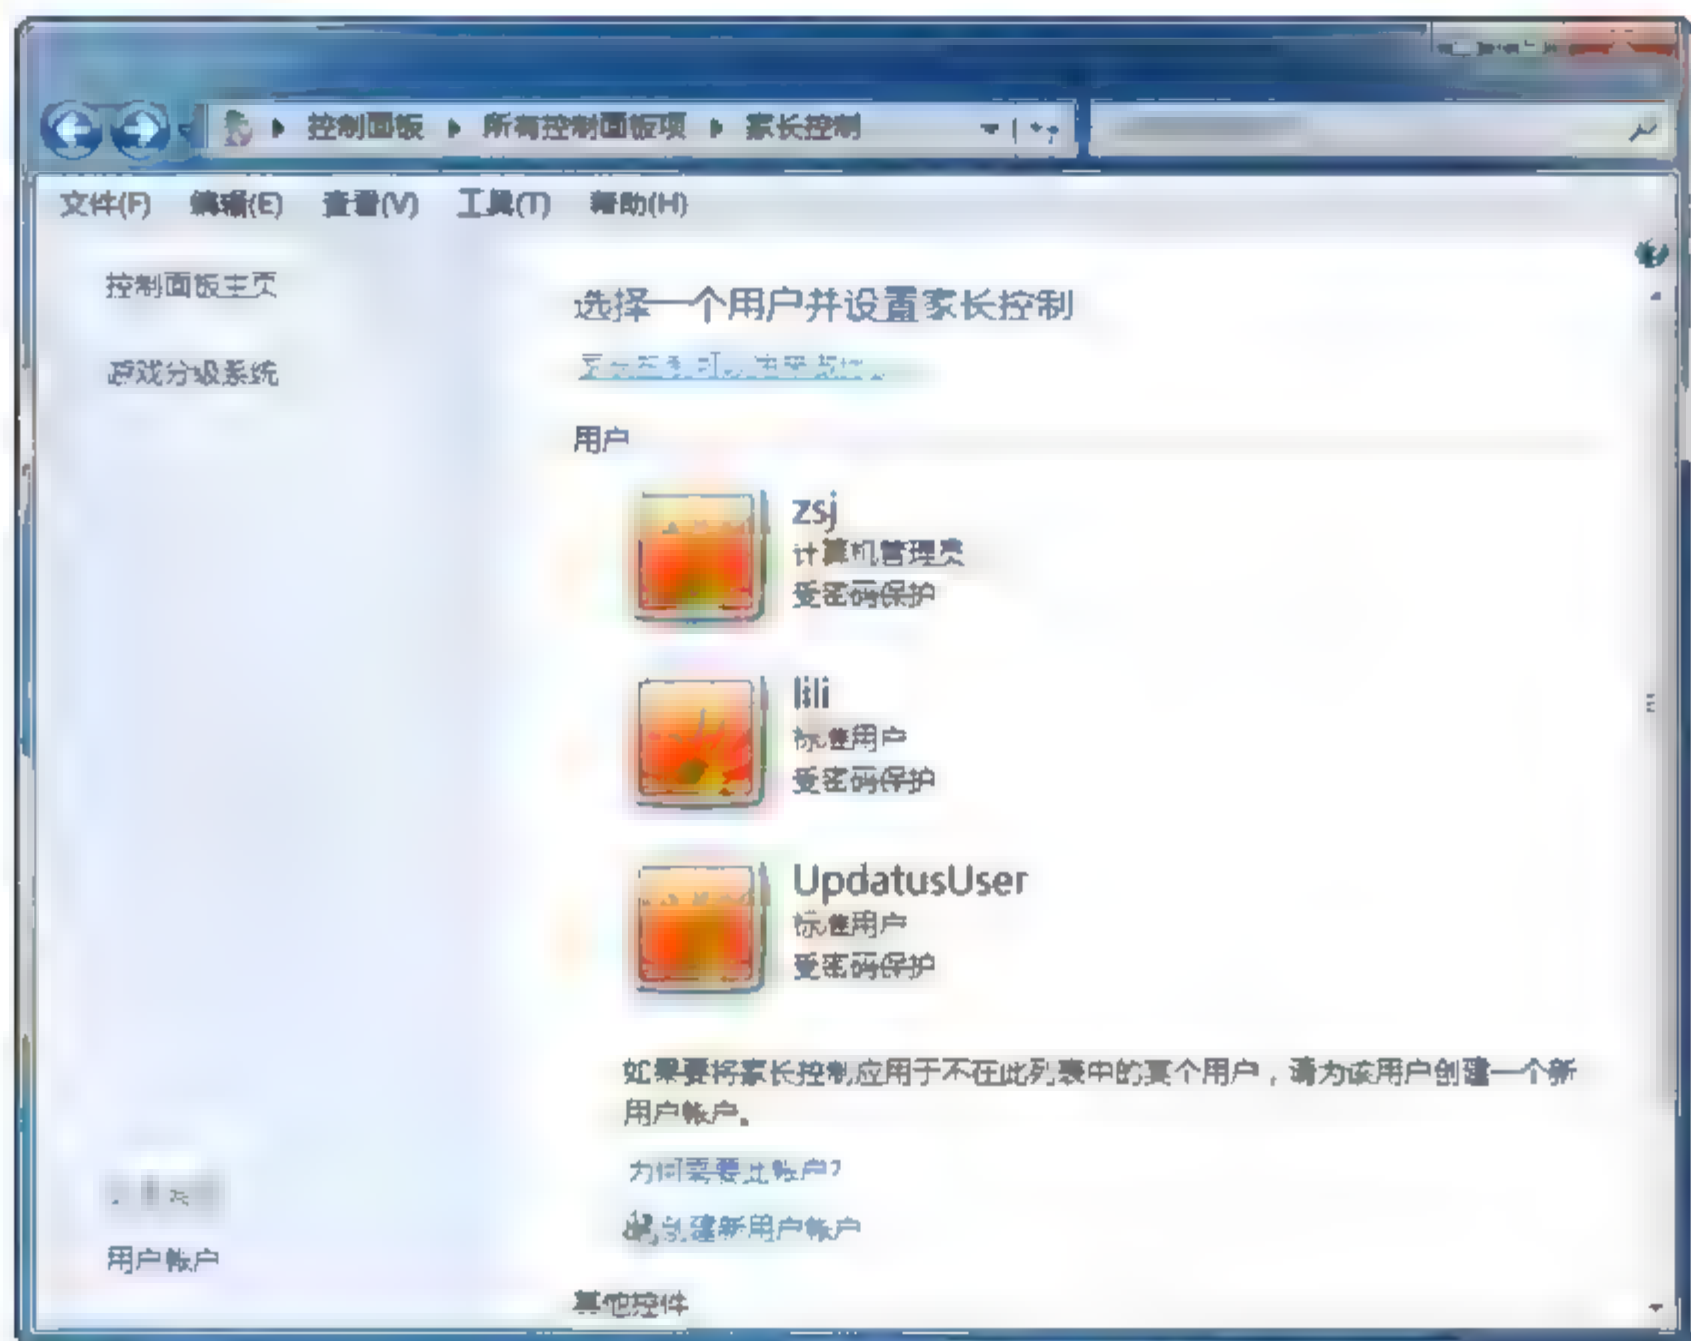 控制面板 所有控制面板项 家长控制
文件(F) 编辑(E) 查看(V) 工具(T) 帮助(H)
控制面板主页
游戏分级系统
选择一个用户并设置家长控制
用户
zsj
计算机管理员
受密码保护
lili
标准用户
受密码保护
UpdatusUser
标准用户
受密码保护
如果要将家长控制应用于不在此列表中的某个用户，请为该用户创建一个新
用户帐户。
为何需要此帐户?
创建新用户帐户
用户帐户
其他控件